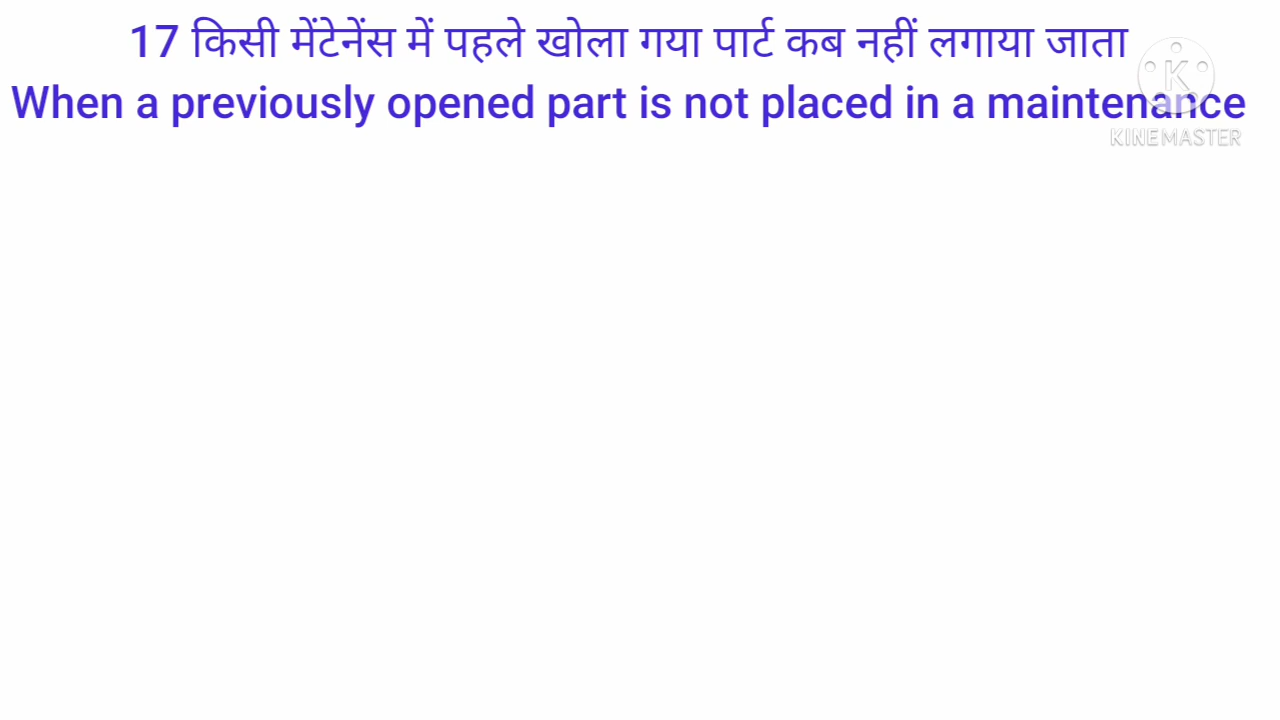 17 किसी मेंटेनेंस में पहले खोला गया पार्ट कब नहीं लगाया जाता
When a previously opened part is not placed in a maintenance
KINEMASTER